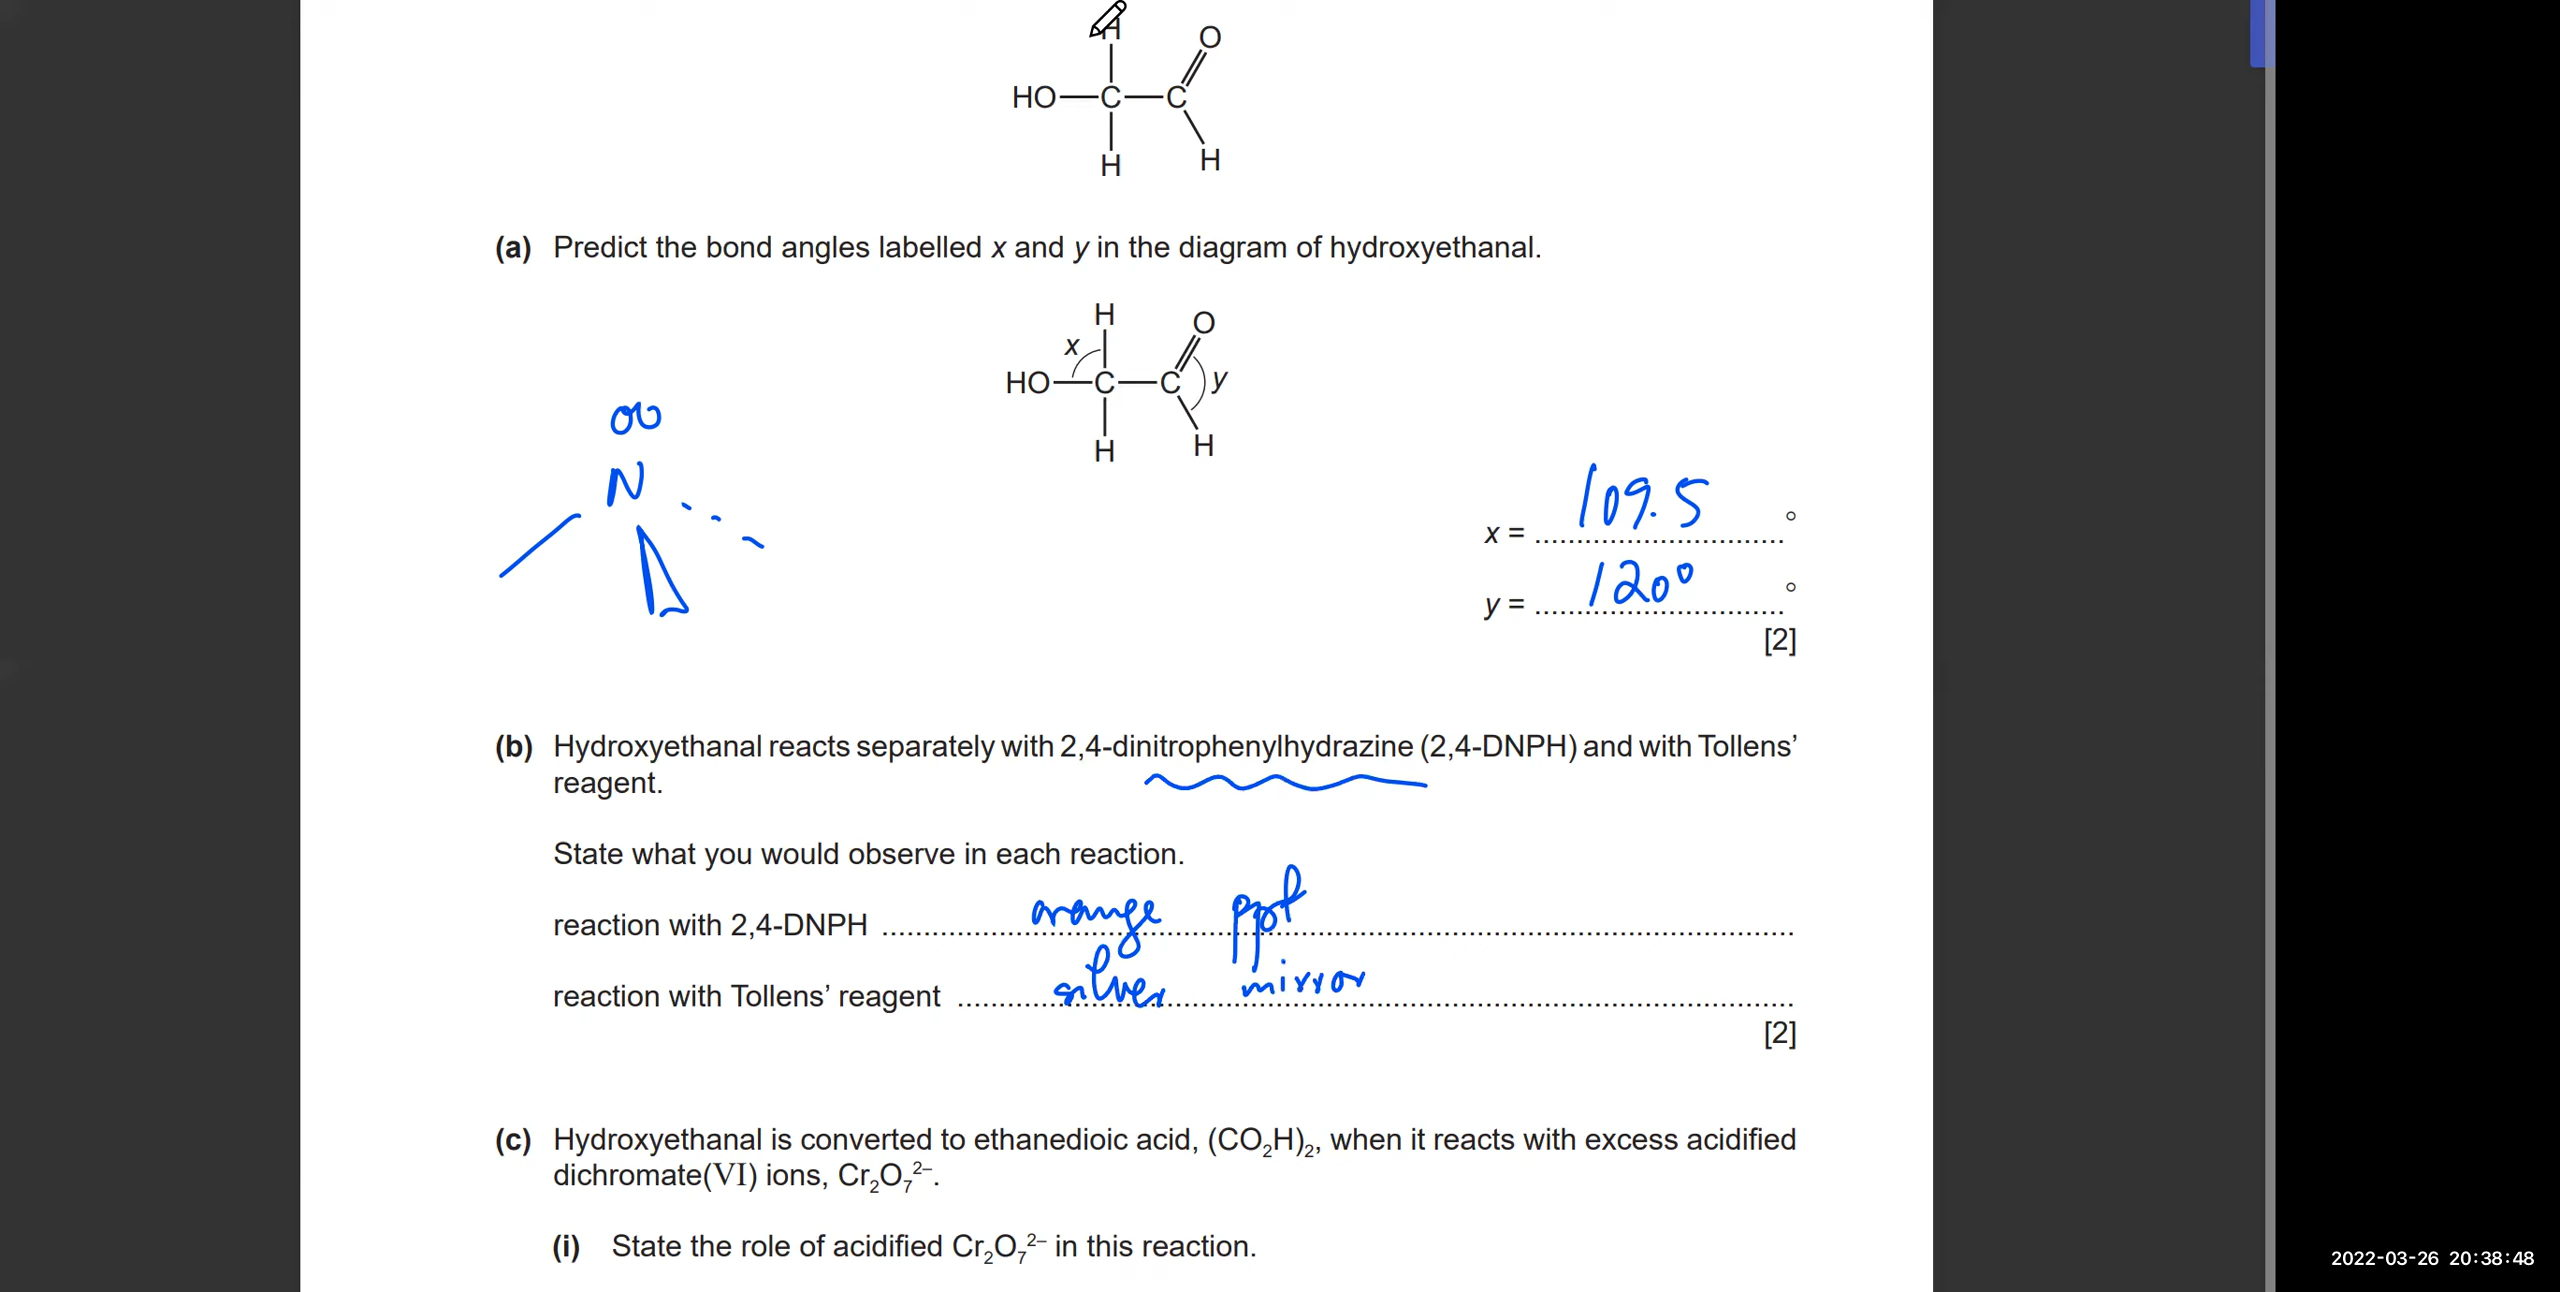 H
O
HO—C—C
H
H
(a) Predict the bond angles labelled x and y in the diagram of hydroxyethanal.
H
O
x
HO—C—C
y
H
H
N
109.5
x = .............................. °
120°
y = .............................. °
[2]
(b) Hydroxyethanal reacts separately with 2,4-dinitrophenylhydrazine (2,4-DNPH) and with Tollens’
reagent.
State what you would observe in each reaction.
reaction with 2,4-DNPH orange ppt
reaction with Tollens’ reagent silver mirror
[2]
(c) Hydroxyethanal is converted to ethanedioic acid, (CO₂H)₂, when it reacts with excess acidified
dichromate(VI) ions, Cr₂O₇²⁻.
(i) State the role of acidified Cr₂O₇²⁻ in this reaction.
2022-03-26 20:38:48